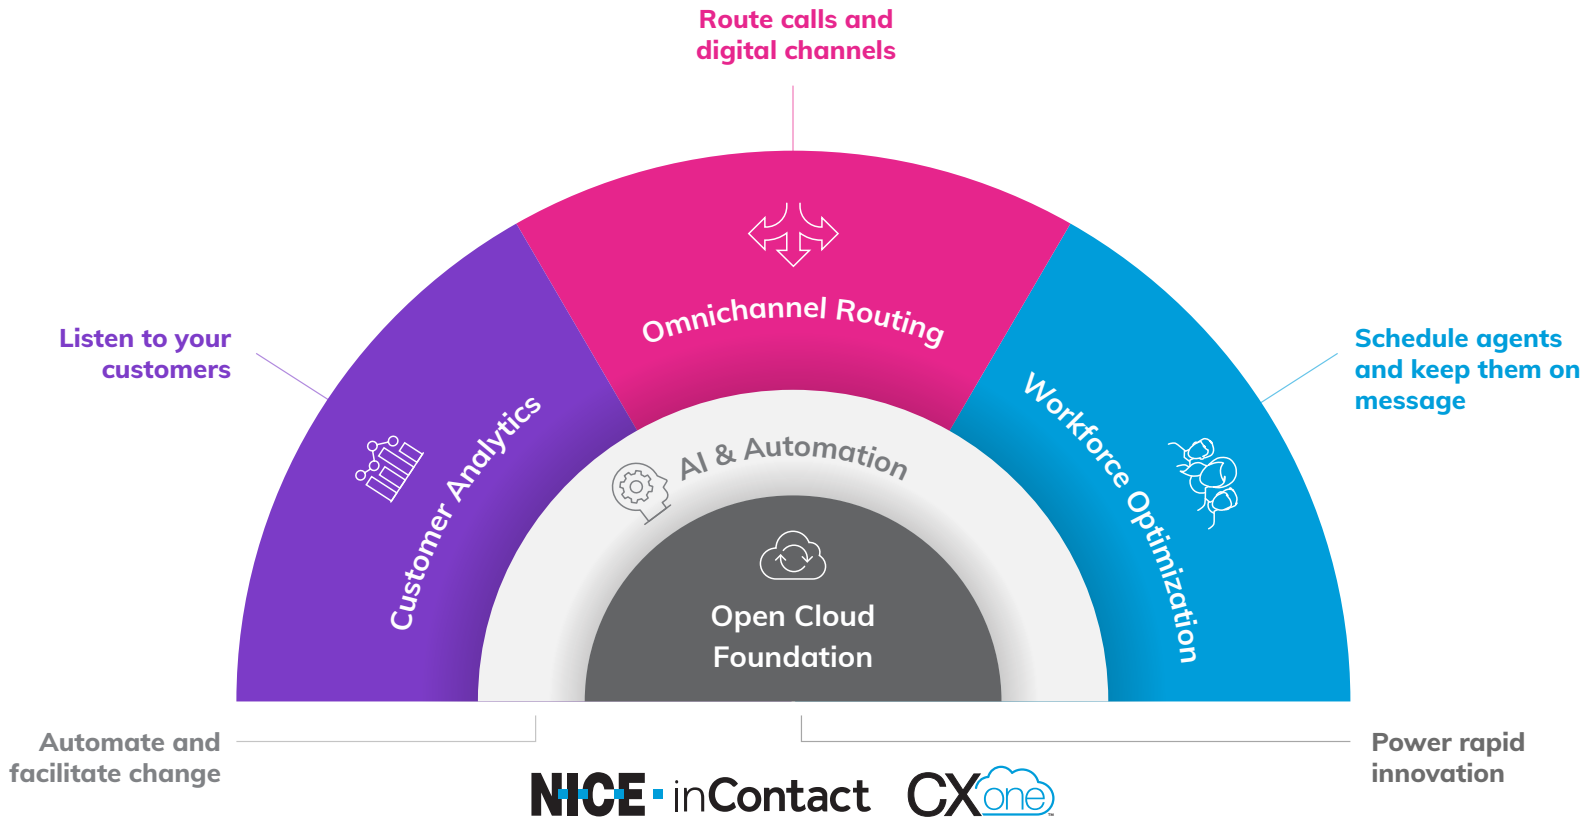 Route calls and
digital channels
Omnichannel Routing
Listen to your
customers
Customer Analytics
Schedule agents
and keep them on
message
Workforce Optimization
AI & Automation
Open Cloud
Foundation
Automate and
facilitate change
Power rapid
innovation
NICE inContact CXone™